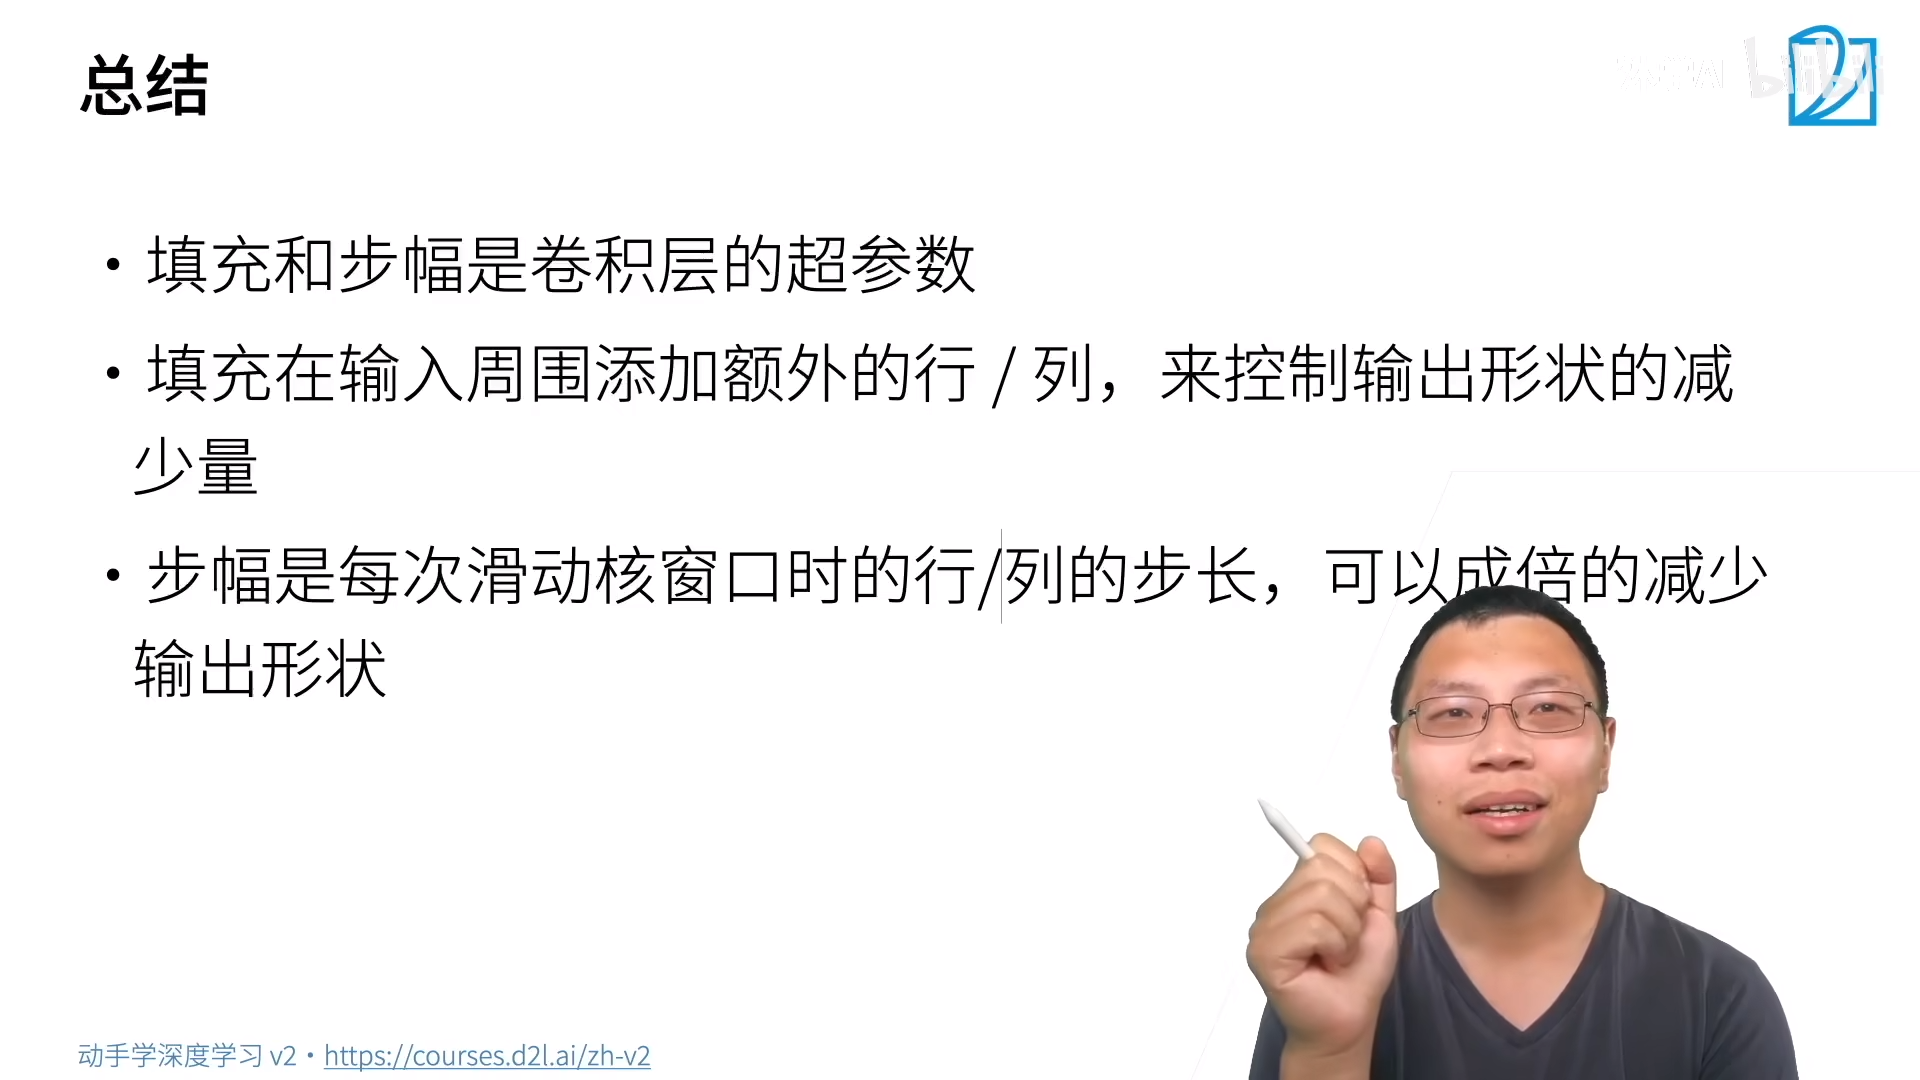 总结
• 填充和步幅是卷积层的超参数
• 填充在输入周围添加额外的行 / 列，来控制输出形状的减
少量
• 步幅是每次滑动核窗口时的行/列的步长，可以成倍的减少
输出形状
动手学深度学习 v2 • https://courses.d2l.ai/zh-v2